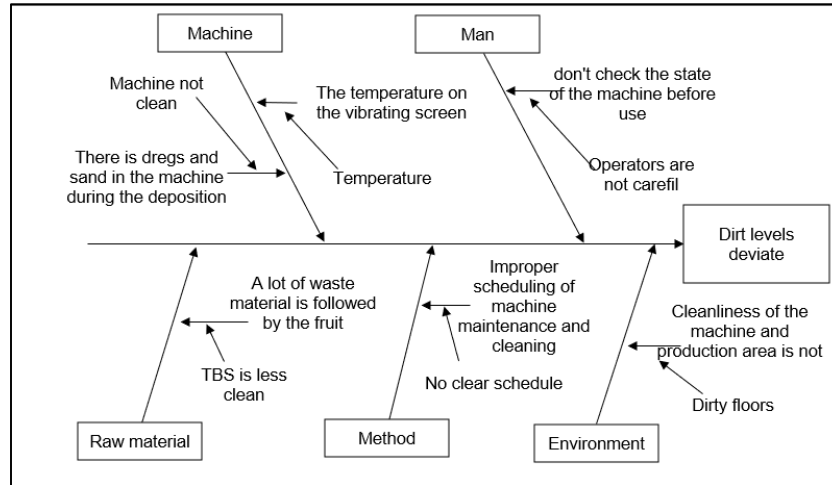 Machine
Man
Machine not
clean
The temperature on
the vibrating screen
don't check the state
of the machine before
use
There is dregs and
sand in the machine
during the deposition
Temperature
Operators are
not carefil
Dirt levels
deviate
A lot of waste
material is followed
by the fruit
Improper
scheduling of
machine
maintenance and
cleaning
Cleanliness of the
machine and
production area is not
TBS is less
clean
No clear schedule
Dirty floors
Raw material
Method
Environment